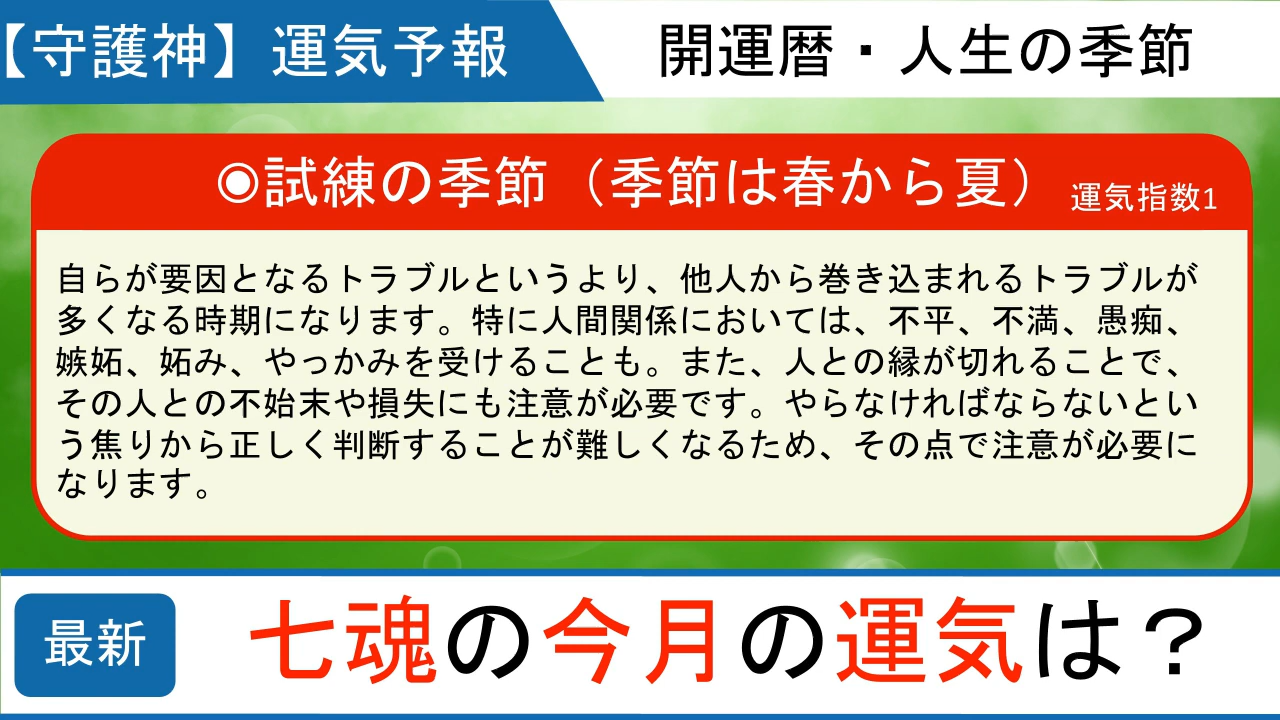 【守護神】運気予報
開運暦・人生の季節
◉試練の季節（季節は春から夏）
運気指数1
自らが要因となるトラブルというより、他人から巻き込まれるトラブルが
多くなる時期になります。特に人間関係においては、不平、不満、愚痴、
嫉妬、妬み、やっかみを受けることも。また、人との縁が切れることで、
その人との不始末や損失にも注意が必要です。やらなければならないとい
う焦りから正しく判断することが難しくなるため、その点で注意が必要に
なります。
最新
七魂の今月の運気は？